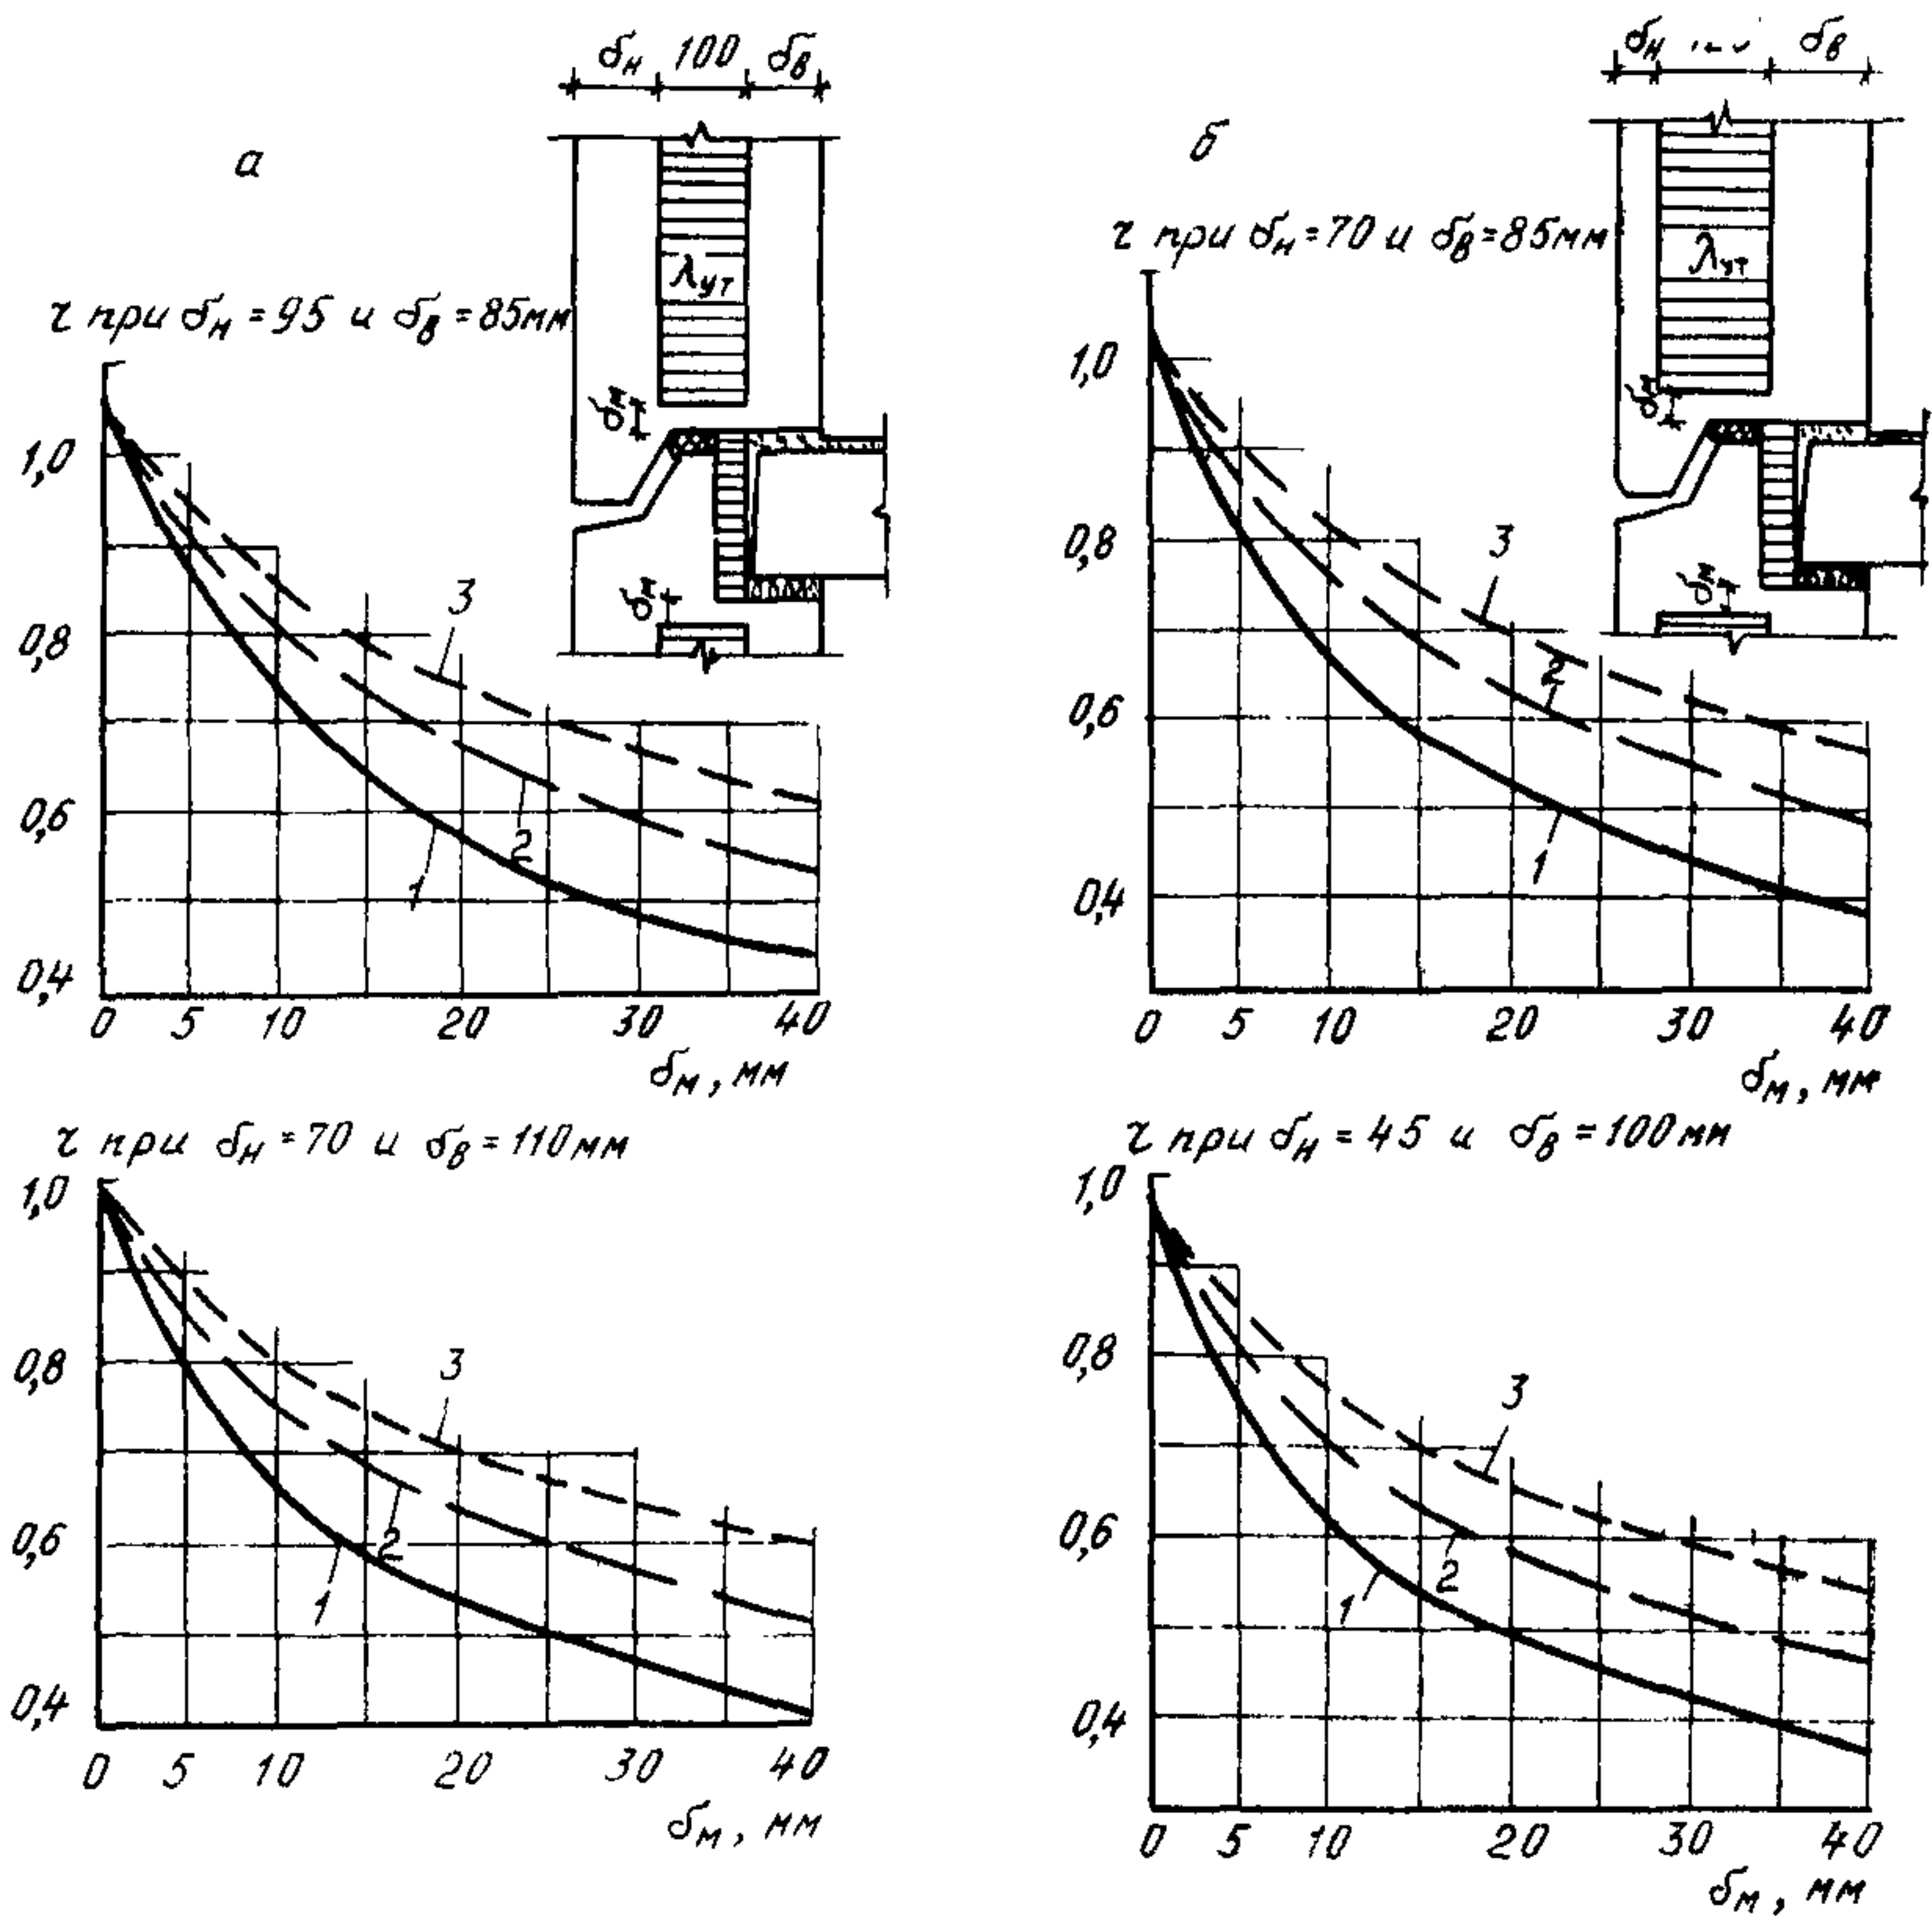 δн 100 δв
а
λут
δм
δм
τ при δн = 95 и δв = 85мм
1,0
0,8
0,6
0,4
3
2
1
0 5 10 20 30 40
δм, мм
δн δв
б
λут
δм
δм
τ при δн = 70 и δв = 85мм
1,0
0,8
0,6
0,4
3
2
1
0 5 10 20 30 40
δм, мм
τ при δн = 70 и δв = 110мм
1,0
0,8
0,6
0,4
3
2
1
0 5 10 20 30 40
δм, мм
τ при δн = 45 и δв = 100мм
1,0
0,8
0,6
0,4
3
2
1
0 5 10 20 30 40
δм, мм